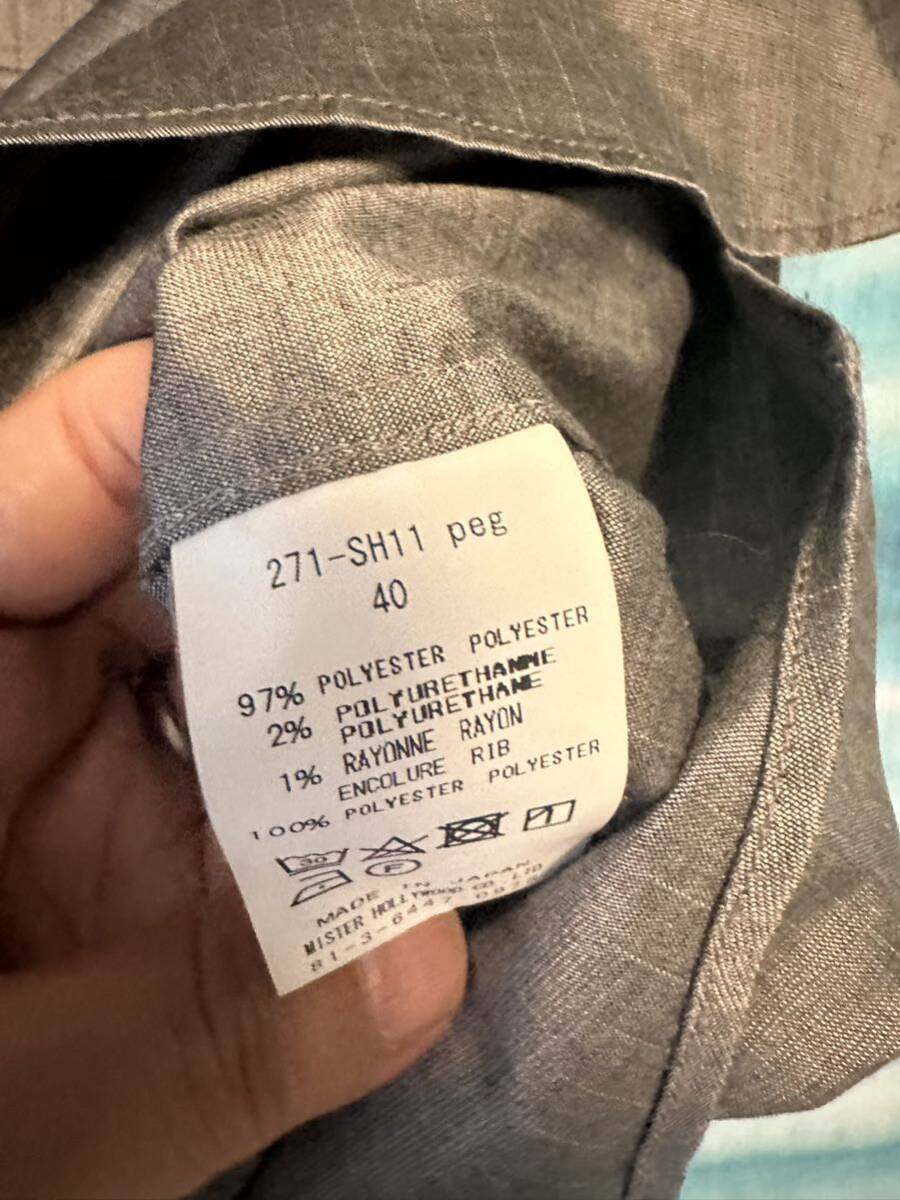 271-SH11 peg
40
97% POLYESTER POLYESTER
2% POLYURETHANNE
POLYURETHANE
1% RAYONNE RAYON
ENCOLURE RIB
100% POLYESTER POLYESTER
30
F
MADE IN JAPAN
MISTER HOLLYWOOD CO.,LTD
81-3-6447-